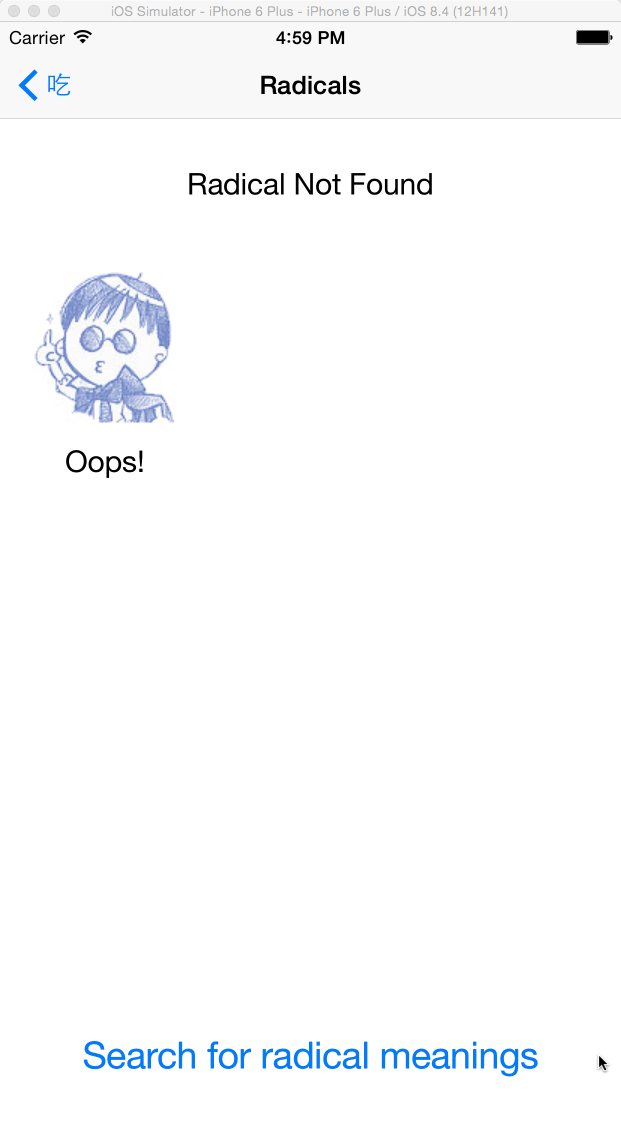 iOS Simulator - iPhone 6 Plus - iPhone 6 Plus / iOS 8.4 (12H141)
Carrier 4:59 PM
吃 Radicals
Radical Not Found
Oops!
Search for radical meanings